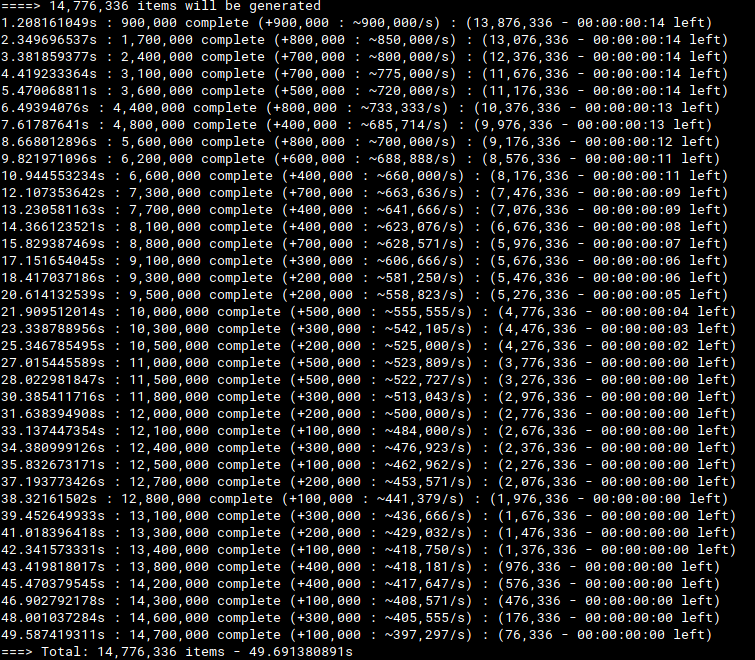 ====> 14,776,336 items will be generated
1.208161049s : 900,000 complete (+900,000 : ~900,000/s) : (13,876,336 - 00:00:00:14 left)
2.349696537s : 1,700,000 complete (+800,000 : ~850,000/s) : (13,076,336 - 00:00:00:14 left)
3.381859377s : 2,400,000 complete (+700,000 : ~800,000/s) : (12,376,336 - 00:00:00:14 left)
4.419233364s : 3,100,000 complete (+700,000 : ~775,000/s) : (11,676,336 - 00:00:00:14 left)
5.470068811s : 3,600,000 complete (+500,000 : ~720,000/s) : (11,176,336 - 00:00:00:14 left)
6.49394076s : 4,400,000 complete (+800,000 : ~733,333/s) : (10,376,336 - 00:00:00:13 left)
7.61787641s : 4,800,000 complete (+400,000 : ~685,714/s) : (9,976,336 - 00:00:00:13 left)
8.668012896s : 5,600,000 complete (+800,000 : ~700,000/s) : (9,176,336 - 00:00:00:12 left)
9.821971096s : 6,200,000 complete (+600,000 : ~688,888/s) : (8,576,336 - 00:00:00:11 left)
10.944553234s : 6,600,000 complete (+400,000 : ~660,000/s) : (8,176,336 - 00:00:00:11 left)
12.107353642s : 7,300,000 complete (+700,000 : ~663,636/s) : (7,476,336 - 00:00:00:09 left)
13.230581163s : 7,700,000 complete (+400,000 : ~641,666/s) : (7,076,336 - 00:00:00:09 left)
14.366123521s : 8,100,000 complete (+400,000 : ~623,076/s) : (6,676,336 - 00:00:00:08 left)
15.829387469s : 8,800,000 complete (+700,000 : ~628,571/s) : (5,976,336 - 00:00:00:07 left)
17.151654045s : 9,100,000 complete (+300,000 : ~606,666/s) : (5,676,336 - 00:00:00:06 left)
18.417037186s : 9,300,000 complete (+200,000 : ~581,250/s) : (5,476,336 - 00:00:00:06 left)
20.614132539s : 9,500,000 complete (+200,000 : ~558,823/s) : (5,276,336 - 00:00:00:05 left)
21.909512014s : 10,000,000 complete (+500,000 : ~555,555/s) : (4,776,336 - 00:00:00:04 left)
23.338788956s : 10,300,000 complete (+300,000 : ~542,105/s) : (4,476,336 - 00:00:00:03 left)
25.346785495s : 10,500,000 complete (+200,000 : ~525,000/s) : (4,276,336 - 00:00:00:02 left)
27.015445589s : 11,000,000 complete (+500,000 : ~523,809/s) : (3,776,336 - 00:00:00:01 left)
28.022981847s : 11,500,000 complete (+500,000 : ~522,727/s) : (3,276,336 - 00:00:00:00 left)
30.385411716s : 11,800,000 complete (+300,000 : ~513,043/s) : (2,976,336 - 00:00:00:00 left)
31.638394908s : 12,000,000 complete (+200,000 : ~500,000/s) : (2,776,336 - 00:00:00:00 left)
33.137447354s : 12,100,000 complete (+100,000 : ~484,000/s) : (2,676,336 - 00:00:00:00 left)
34.380999126s : 12,400,000 complete (+300,000 : ~476,923/s) : (2,376,336 - 00:00:00:00 left)
35.832673171s : 12,500,000 complete (+100,000 : ~462,962/s) : (2,276,336 - 00:00:00:00 left)
37.193773426s : 12,700,000 complete (+200,000 : ~453,571/s) : (2,076,336 - 00:00:00:00 left)
38.32161502s : 12,800,000 complete (+100,000 : ~441,379/s) : (1,976,336 - 00:00:00:00 left)
39.452649933s : 13,100,000 complete (+300,000 : ~436,666/s) : (1,676,336 - 00:00:00:00 left)
41.018396418s : 13,300,000 complete (+200,000 : ~429,032/s) : (1,476,336 - 00:00:00:00 left)
42.341573331s : 13,400,000 complete (+100,000 : ~418,750/s) : (1,376,336 - 00:00:00:00 left)
43.419818017s : 13,800,000 complete (+400,000 : ~418,181/s) : (976,336 - 00:00:00:00 left)
45.470379545s : 14,200,000 complete (+400,000 : ~417,647/s) : (576,336 - 00:00:00:00 left)
46.902792178s : 14,300,000 complete (+100,000 : ~408,571/s) : (476,336 - 00:00:00:00 left)
48.001037284s : 14,600,000 complete (+300,000 : ~405,555/s) : (176,336 - 00:00:00:00 left)
49.587419311s : 14,700,000 complete (+100,000 : ~397,297/s) : (76,336 - 00:00:00:00 left)
===> Total: 14,776,336 items - 49.691380891s